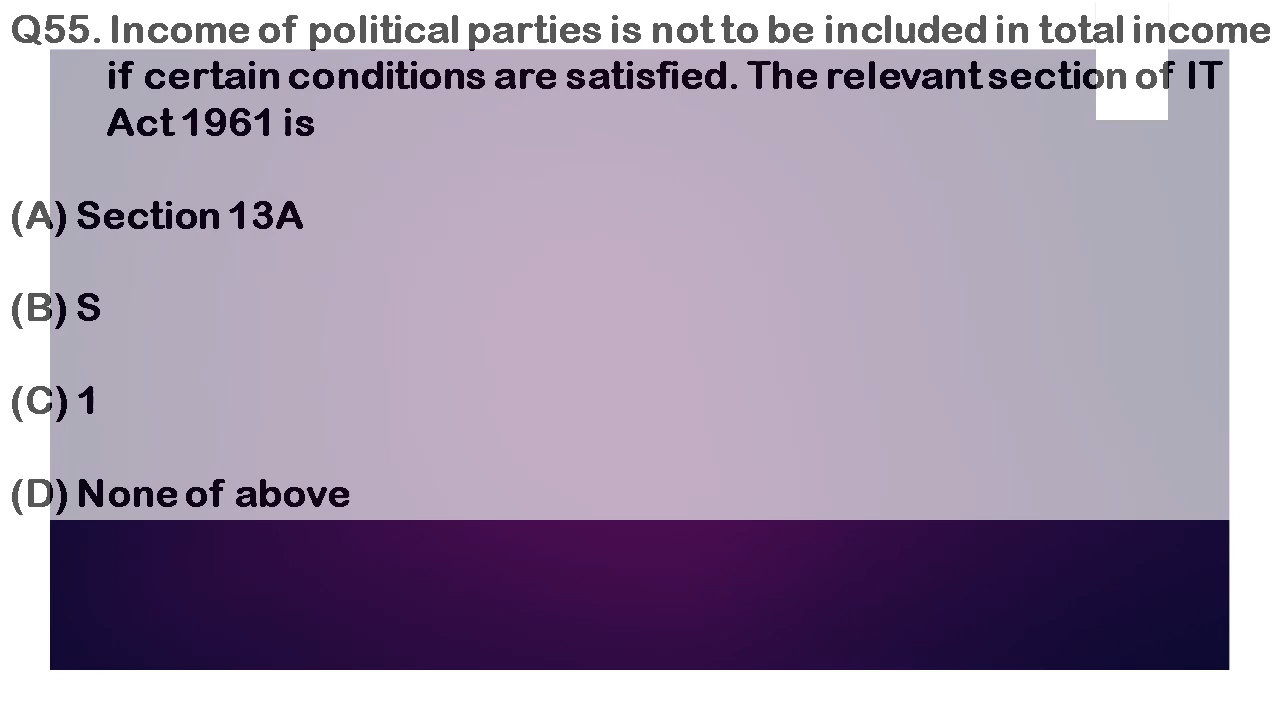 Q55. Income of political parties is not to be included in total income
if certain conditions are satisfied. The relevant section of IT
Act 1961 is
(A) Section 13A
(B) S
(C) 1
(D) None of above